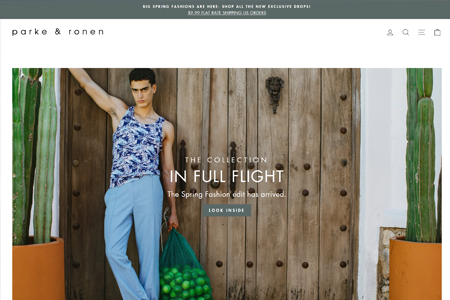 BIG SPRING FASHIONS ARE HERE: SHOP ALL THE NEW EXCLUSIVE DROPS!
$9.99 FLAT RATE SHIPPING US ORDERS
parke & ronen
THE COLLECTION
IN FULL FLIGHT
The Spring Fashion edit has arrived.
LOOK INSIDE